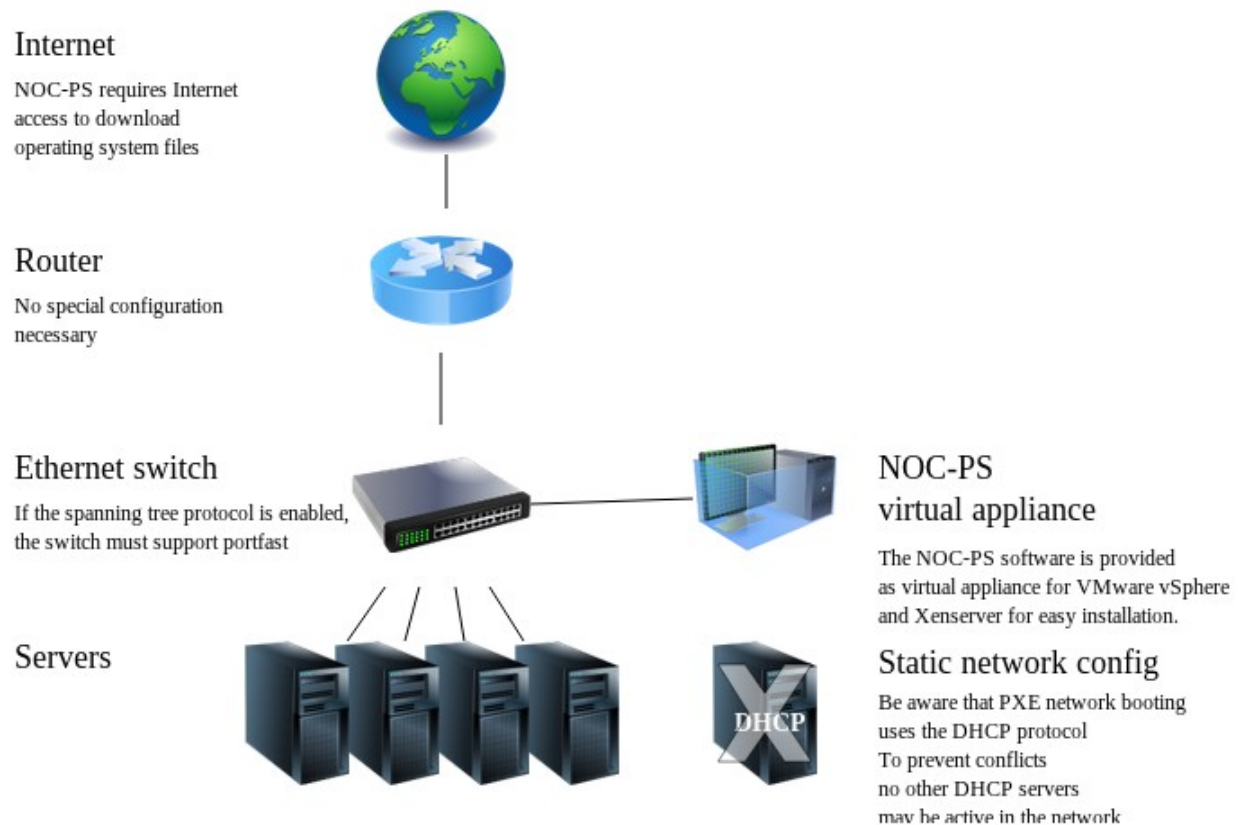 Internet
NOC-PS requires Internet
access to download
operating system files
Router
No special configuration
necessary
Ethernet switch
If the spanning tree protocol is enabled,
the switch must support portfast
NOC-PS
virtual appliance
The NOC-PS software is provided
as virtual appliance for VMware vSphere
and Xenserver for easy installation.
Servers
DHCP
Static network config
Be aware that PXE network booting
uses the DHCP protocol
To prevent conflicts
no other DHCP servers
may be active in the network